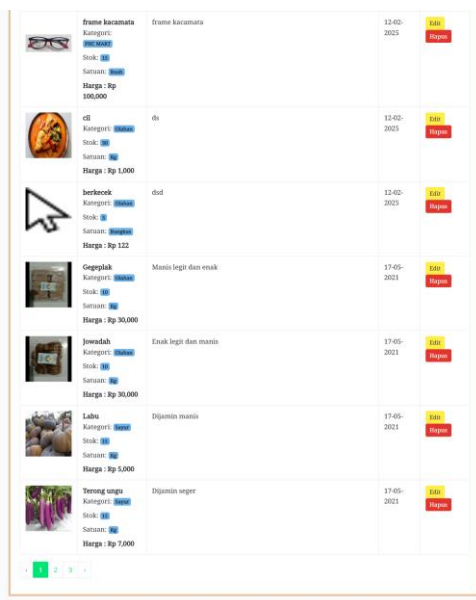 frame kacamata frame kacamata 12-02-2025 Edit
Kategori: Hapus
PKK MART
Stok: 11
Satuan: Buah
Harga : Rp
100,000
cil ds 12-02-2025 Edit
Kategori: Olahan Hapus
Stok: 30
Satuan: Kg
Harga : Rp 1,000
berkecek dsd 12-02-2025 Edit
Kategori: Olahan Hapus
Stok: 5
Satuan: Bungkus
Harga : Rp 122
Gegeplak Manis legit dan enak 17-05-2021 Edit
Kategori: Olahan Hapus
Stok: 10
Satuan: Kg
Harga : Rp 30,000
Jowadah Enak legit dan manis 17-05-2021 Edit
Kategori: Olahan Hapus
Stok: 10
Satuan: Kg
Harga : Rp 30,000
Labu Dijamin manis 17-05-2021 Edit
Kategori: Sayur Hapus
Stok: 15
Satuan: Kg
Harga : Rp 5,000
Terong ungu Dijamin seger 17-05-2021 Edit
Kategori: Sayur Hapus
Stok: 10
Satuan: Kg
Harga : Rp 7,000
‹ 1 2 3 ›